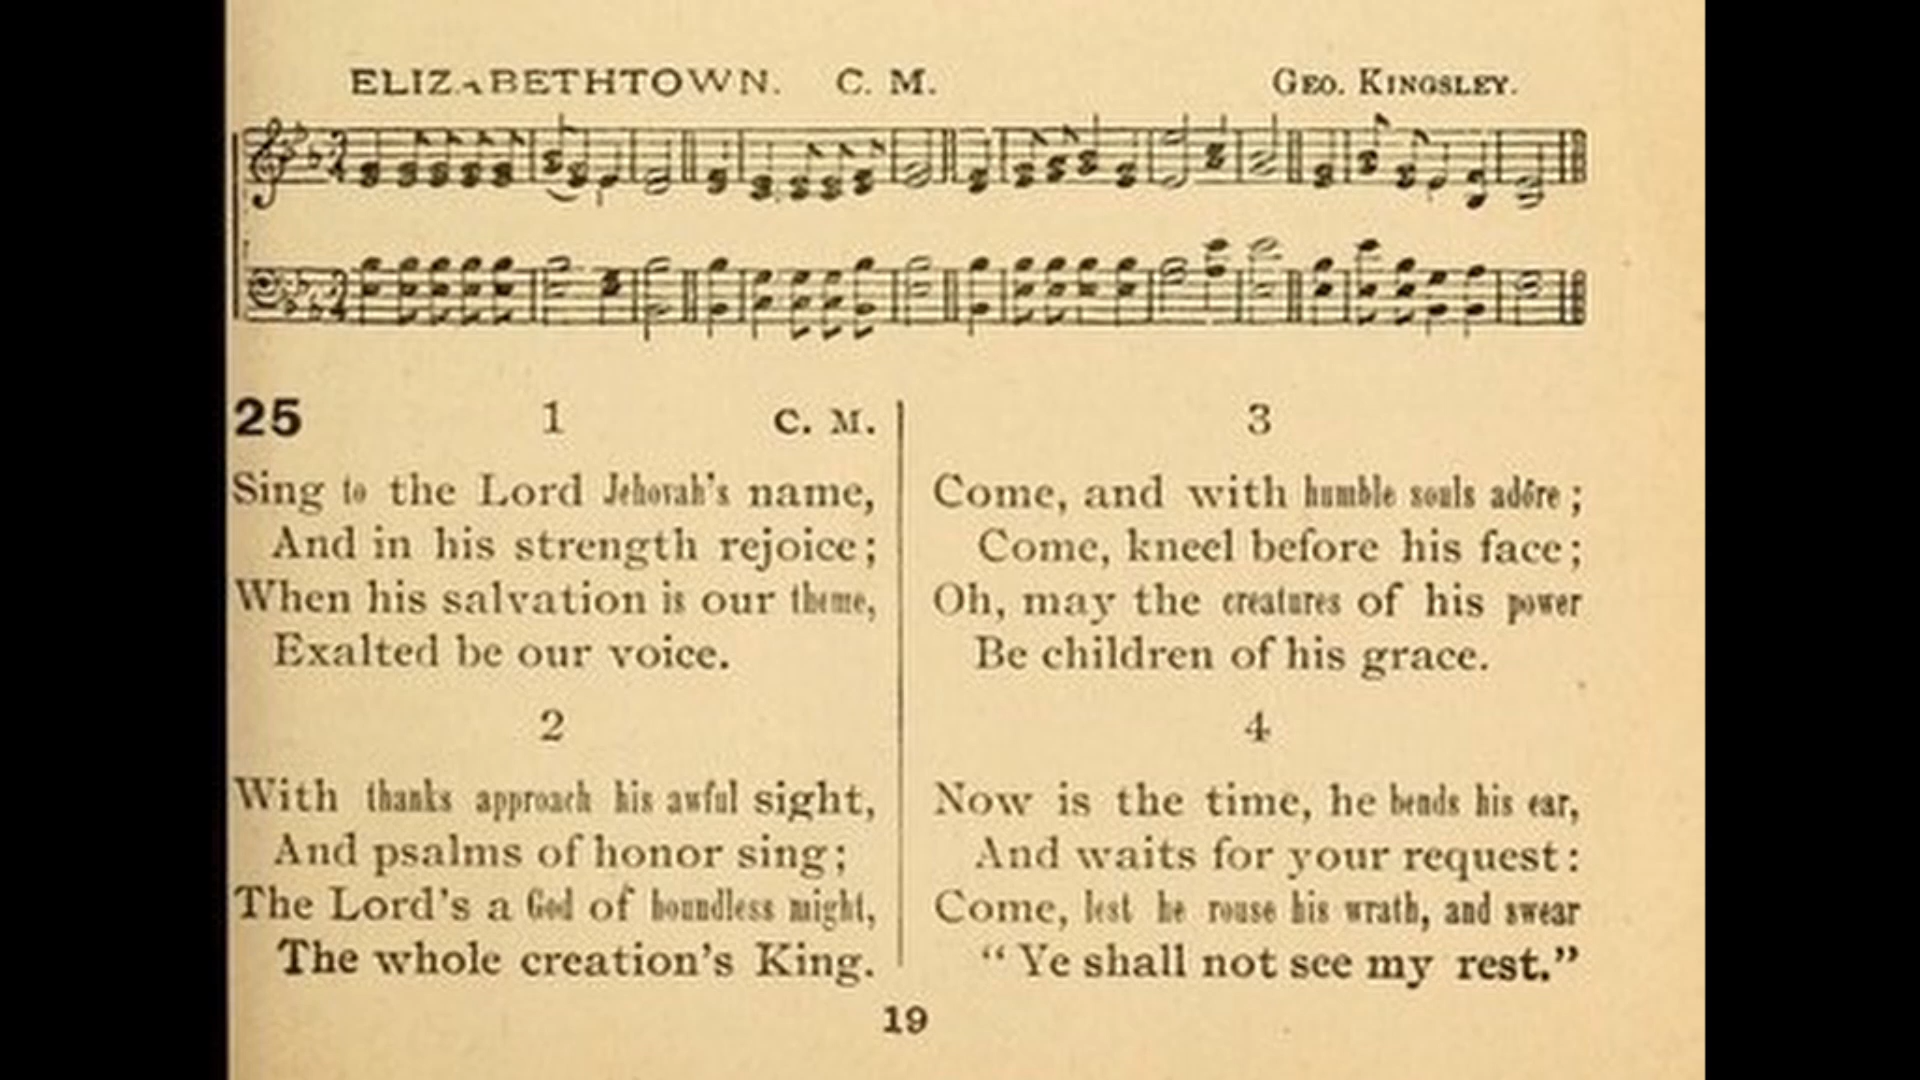 ELIZABETHTOWN. C. M. GEO. KINGSLEY.
25 1 C. M.
Sing to the Lord Jehovah's name,
And in his strength rejoice;
When his salvation is our theme,
Exalted be our voice.
2
With thanks approach his awful sight,
And psalms of honor sing;
The Lord's a God of boundless might,
The whole creation's King.
3
Come, and with humble souls adore;
Come, kneel before his face;
Oh, may the creatures of his power
Be children of his grace.
4
Now is the time, he bends his ear,
And waits for your request:
Come, lest he rouse his wrath, and swear
"Ye shall not see my rest."
19